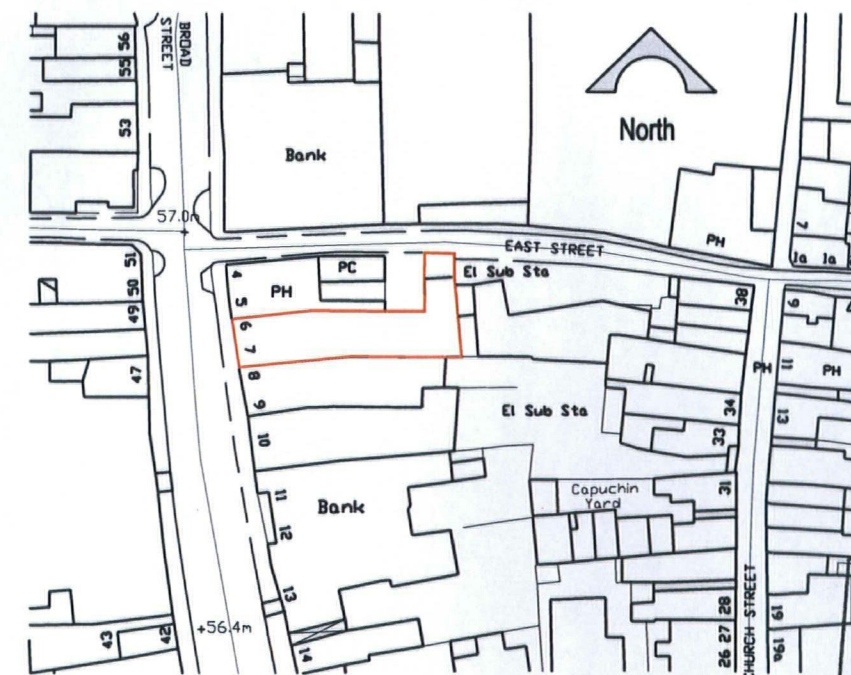 BROAD
STREET
56
55
53
Bank
North
57.0m
EAST STREET
PH
7
1a 1a
51
50
49
47
4
5
PH
PC
El Sub Sta
6
7
8
9
10
38
9
PH
11
PH
El Sub Sta
34
13
33
31
Capuchin
Yard
11
12
Bank
13
14
+56.4m
43
42
26 27 28
CHURCH STREET
19
19a